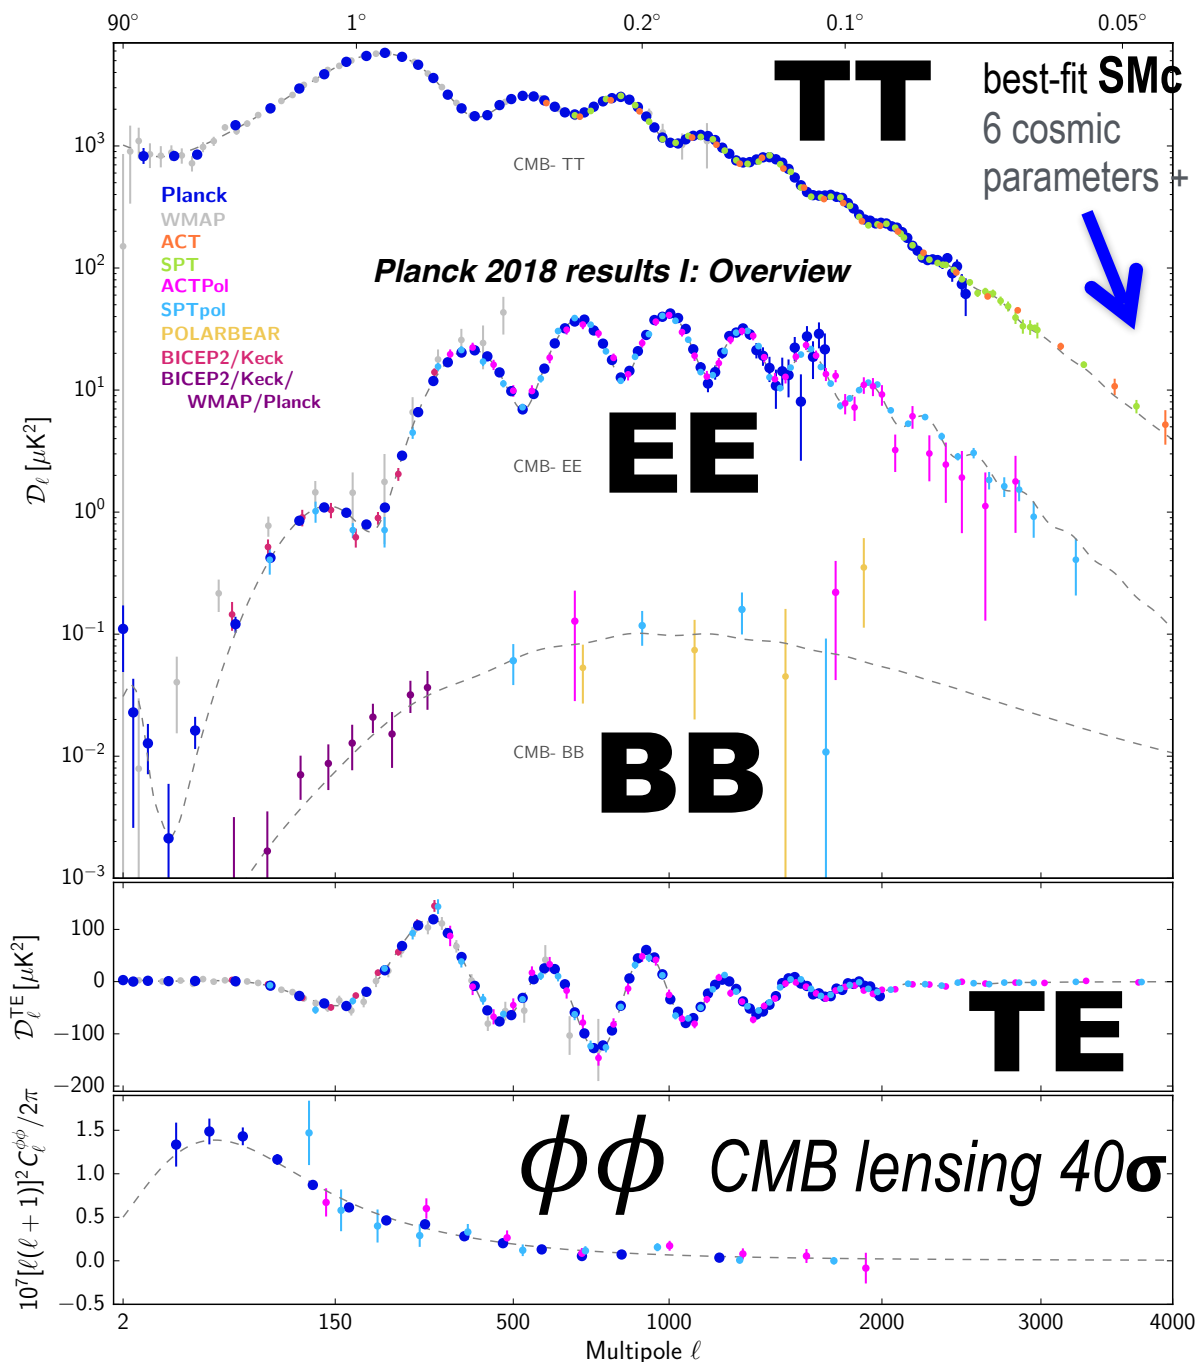 90° 1° 0.2° 0.1° 0.05°
TT
best-fit SMc
6 cosmic
parameters +
CMB- TT
Planck
WMAP
ACT
SPT
ACTPol
SPTpol
POLARBEAR
BICEP2/Keck
BICEP2/Keck/
WMAP/Planck
Planck 2018 results I: Overview
EE
CMB- EE
BB
CMB- BB
10³
10²
10¹
10⁰
10⁻¹
10⁻²
10⁻³
𝒟ℓ [μK²]
100
0
−100
−200
𝒟ℓᵀᴱ [μK²]
TE
1.5
1.0
0.5
0.0
−0.5
10⁷[ℓ(ℓ + 1)]² Cℓ^ϕϕ/2π
ϕϕ CMB lensing 40σ
2 150 500 1000 2000 3000 4000
Multipole ℓ